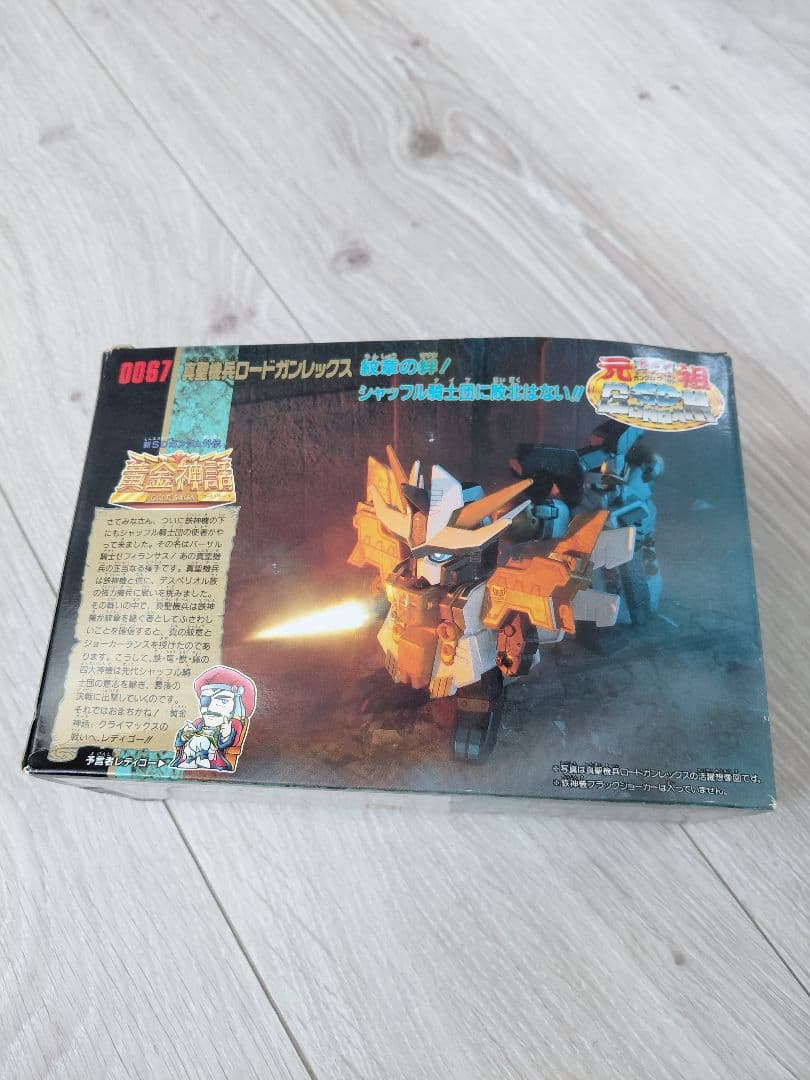 0067 真聖機兵ロードガンレックス
紋章の絆!
シャッフル騎士団に敗北はない!!
元祖
新SDガンダム外伝
黄金神話
さてみなさん、ついに鉄神機の下
にもシャッフル騎士団の使者がや
って来ました。その名はバーサル
騎士ゼフィランサス!あの真聖機
兵の正当なる操手です。真聖機兵
は鉄神機と供に、デスペリオル族
の強力機兵に戦いを挑みました。
その戦いの中で、真聖機兵は鉄神
機が紋章を継ぐ者としてふさわし
いことを確信すると、真の紋章と
ジョーカーランスを授けたのであ
ります。こうして、鉄・竜・獣・
四大神機は先代シャッフル騎
士団の意志を継ぎ、最後の
決戦に出撃していくのです。
それではおまちかね!黄金
神話、クライマックスの
戦いへ、レディゴー!!
予言者レディゴー▶
※写真は真聖機兵ロードガンレックスの活躍想像図です。
※鉄神機ブラックジョーカーは入っていません。